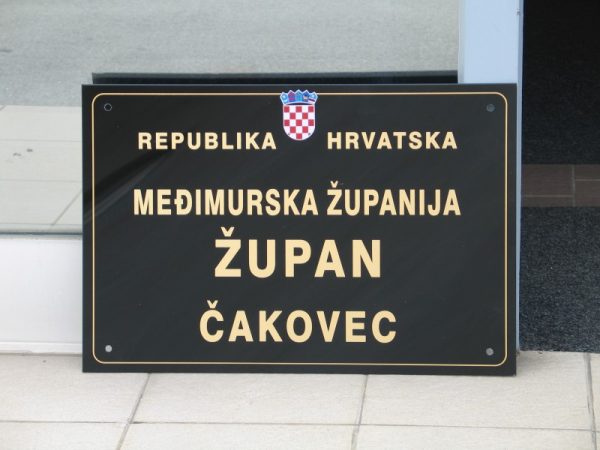 REPUBLIKA HRVATSKA
MEĐIMURSKA ŽUPANIJA
ŽUPAN
ČAKOVEC